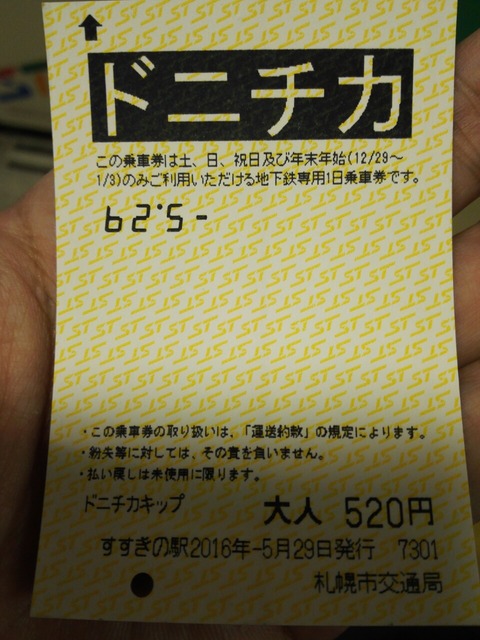 ドニチカ
この乗車券は土、日、祝日及び年末年始(12/29～
1/3)のみご利用いただける地下鉄専用1日乗車券です。
-5.29
・この乗車券の取り扱いは、「運送約款」の規定によります。
・紛失等に対しては、その責を負いません。
・払い戻しは未使用に限ります。
ドニチカキップ 大人 520円
すすきの駅2016年-5月29日発行 7301
札幌市交通局